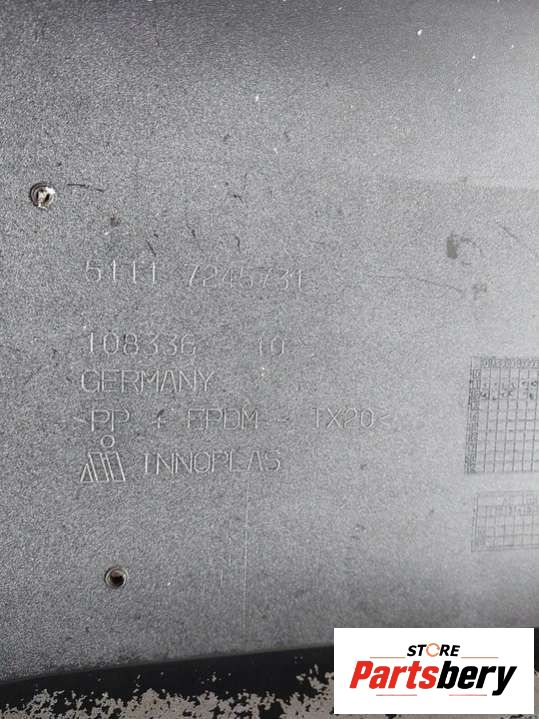 5111 7245731
108336 10
GERMANY
>PP + EPDM - TX20<
INNOPLAS
STORE
Partsbery